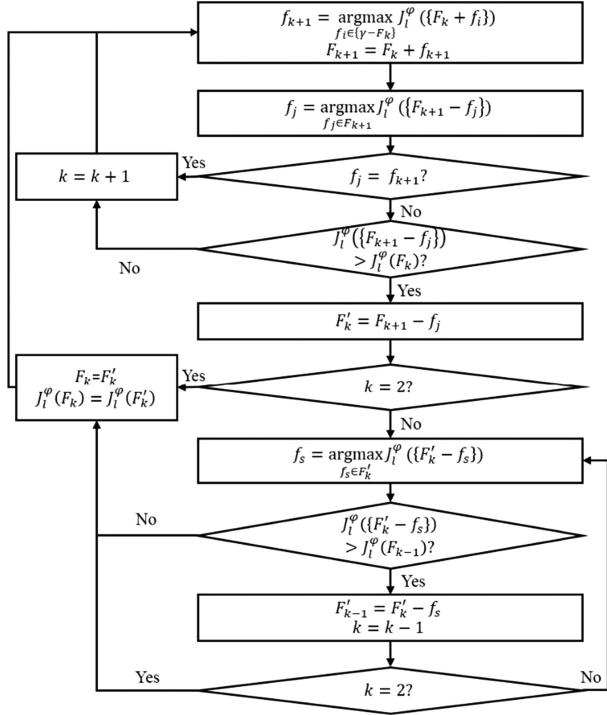 f_{k+1} = argmax J_l^φ ({F_k + f_i})
f_i∈{γ−F_k}
F_{k+1} = F_k + f_{k+1}
f_j = argmax J_l^φ ({F_{k+1} − f_j})
f_j∈F_{k+1}
k = k + 1
Yes
f_j = f_{k+1}?
No
J_l^φ({F_{k+1} − f_j})
> J_l^φ(F_k)?
No
Yes
F'_k = F_{k+1} − f_j
F_k=F'_k
J_l^φ(F_k) = J_l^φ(F'_k)
Yes
k = 2?
No
f_s = argmax J_l^φ ({F'_k − f_s})
f_s∈F'_k
No
J_l^φ({F'_k − f_s})
> J_l^φ(F_{k−1})?
Yes
F'_{k−1} = F'_k − f_s
k = k − 1
Yes
k = 2?
No